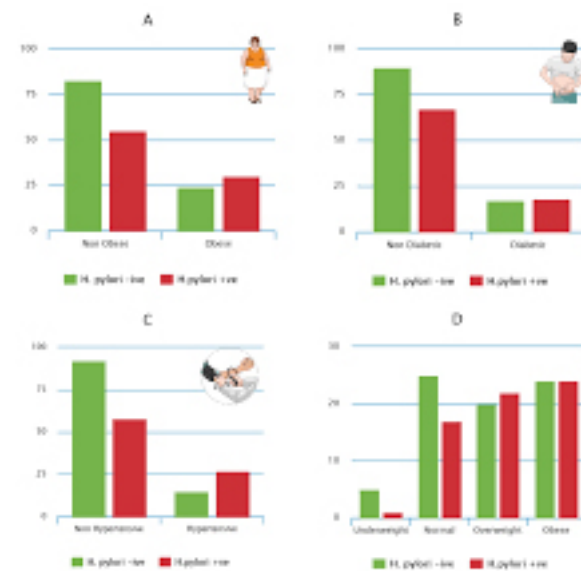 A
100
75
50
25
0
Non Obese
Obese
H. pylori -ive
H.pylori +ve
B
100
75
50
25
0
Non Diabetic
Diabetic
H. pylori -ive
H.pylori +ve
C
100
75
50
25
0
Non Hypertensive
Hypertensive
H. pylori -ive
H.pylori +ve
D
30
20
10
0
Underweight
Normal
Overweight
Obese
H. pylori -ive
H.pylori +ve